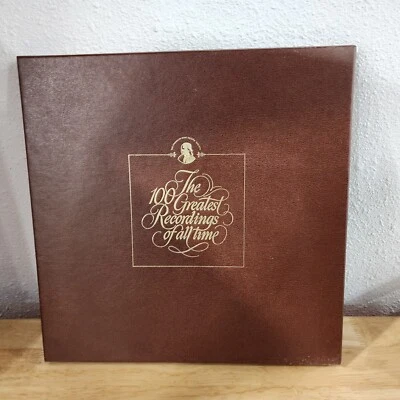 The
100 Greatest
Recordings
of all time